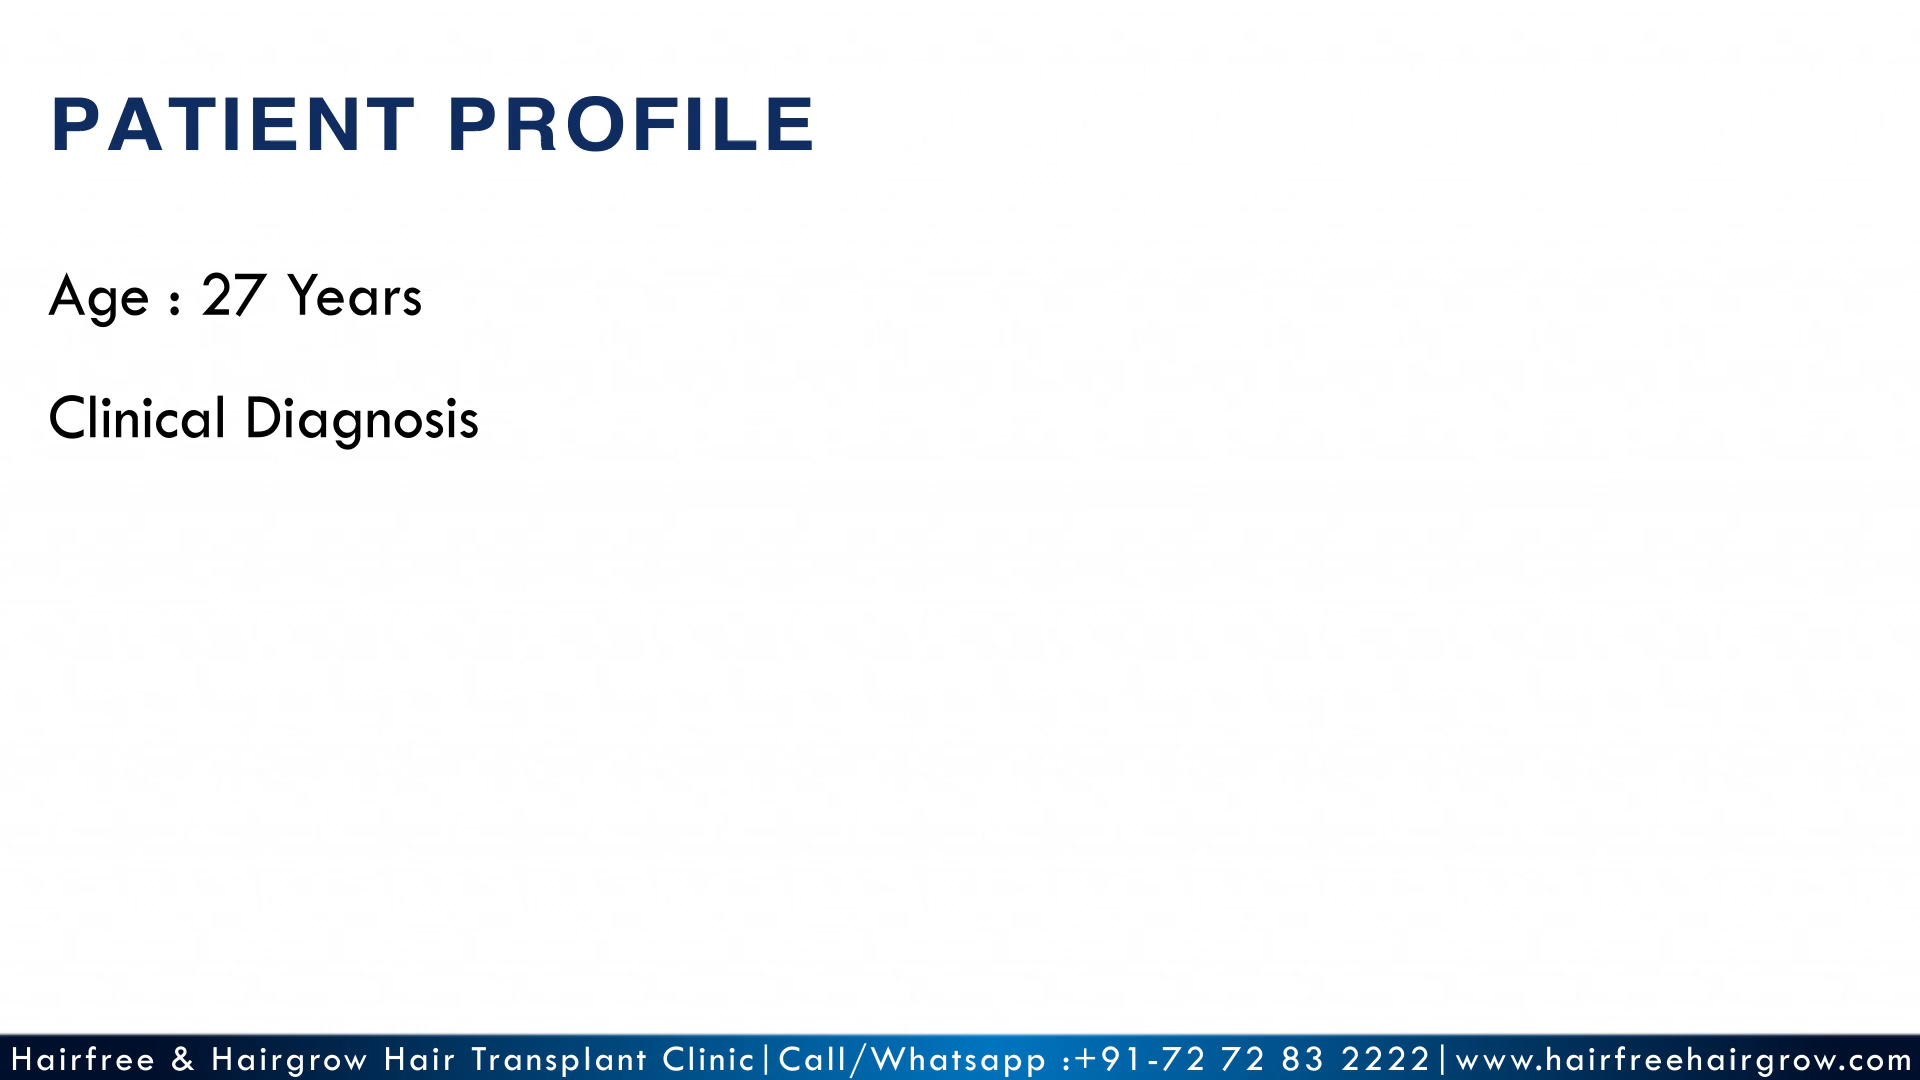 PATIENT PROFILE
Age : 27 Years
Clinical Diagnosis
Hairfree & Hairgrow Hair Transplant Clinic|Call/Whatsapp :+91-72 72 83 2222|www.hairfreehairgrow.com